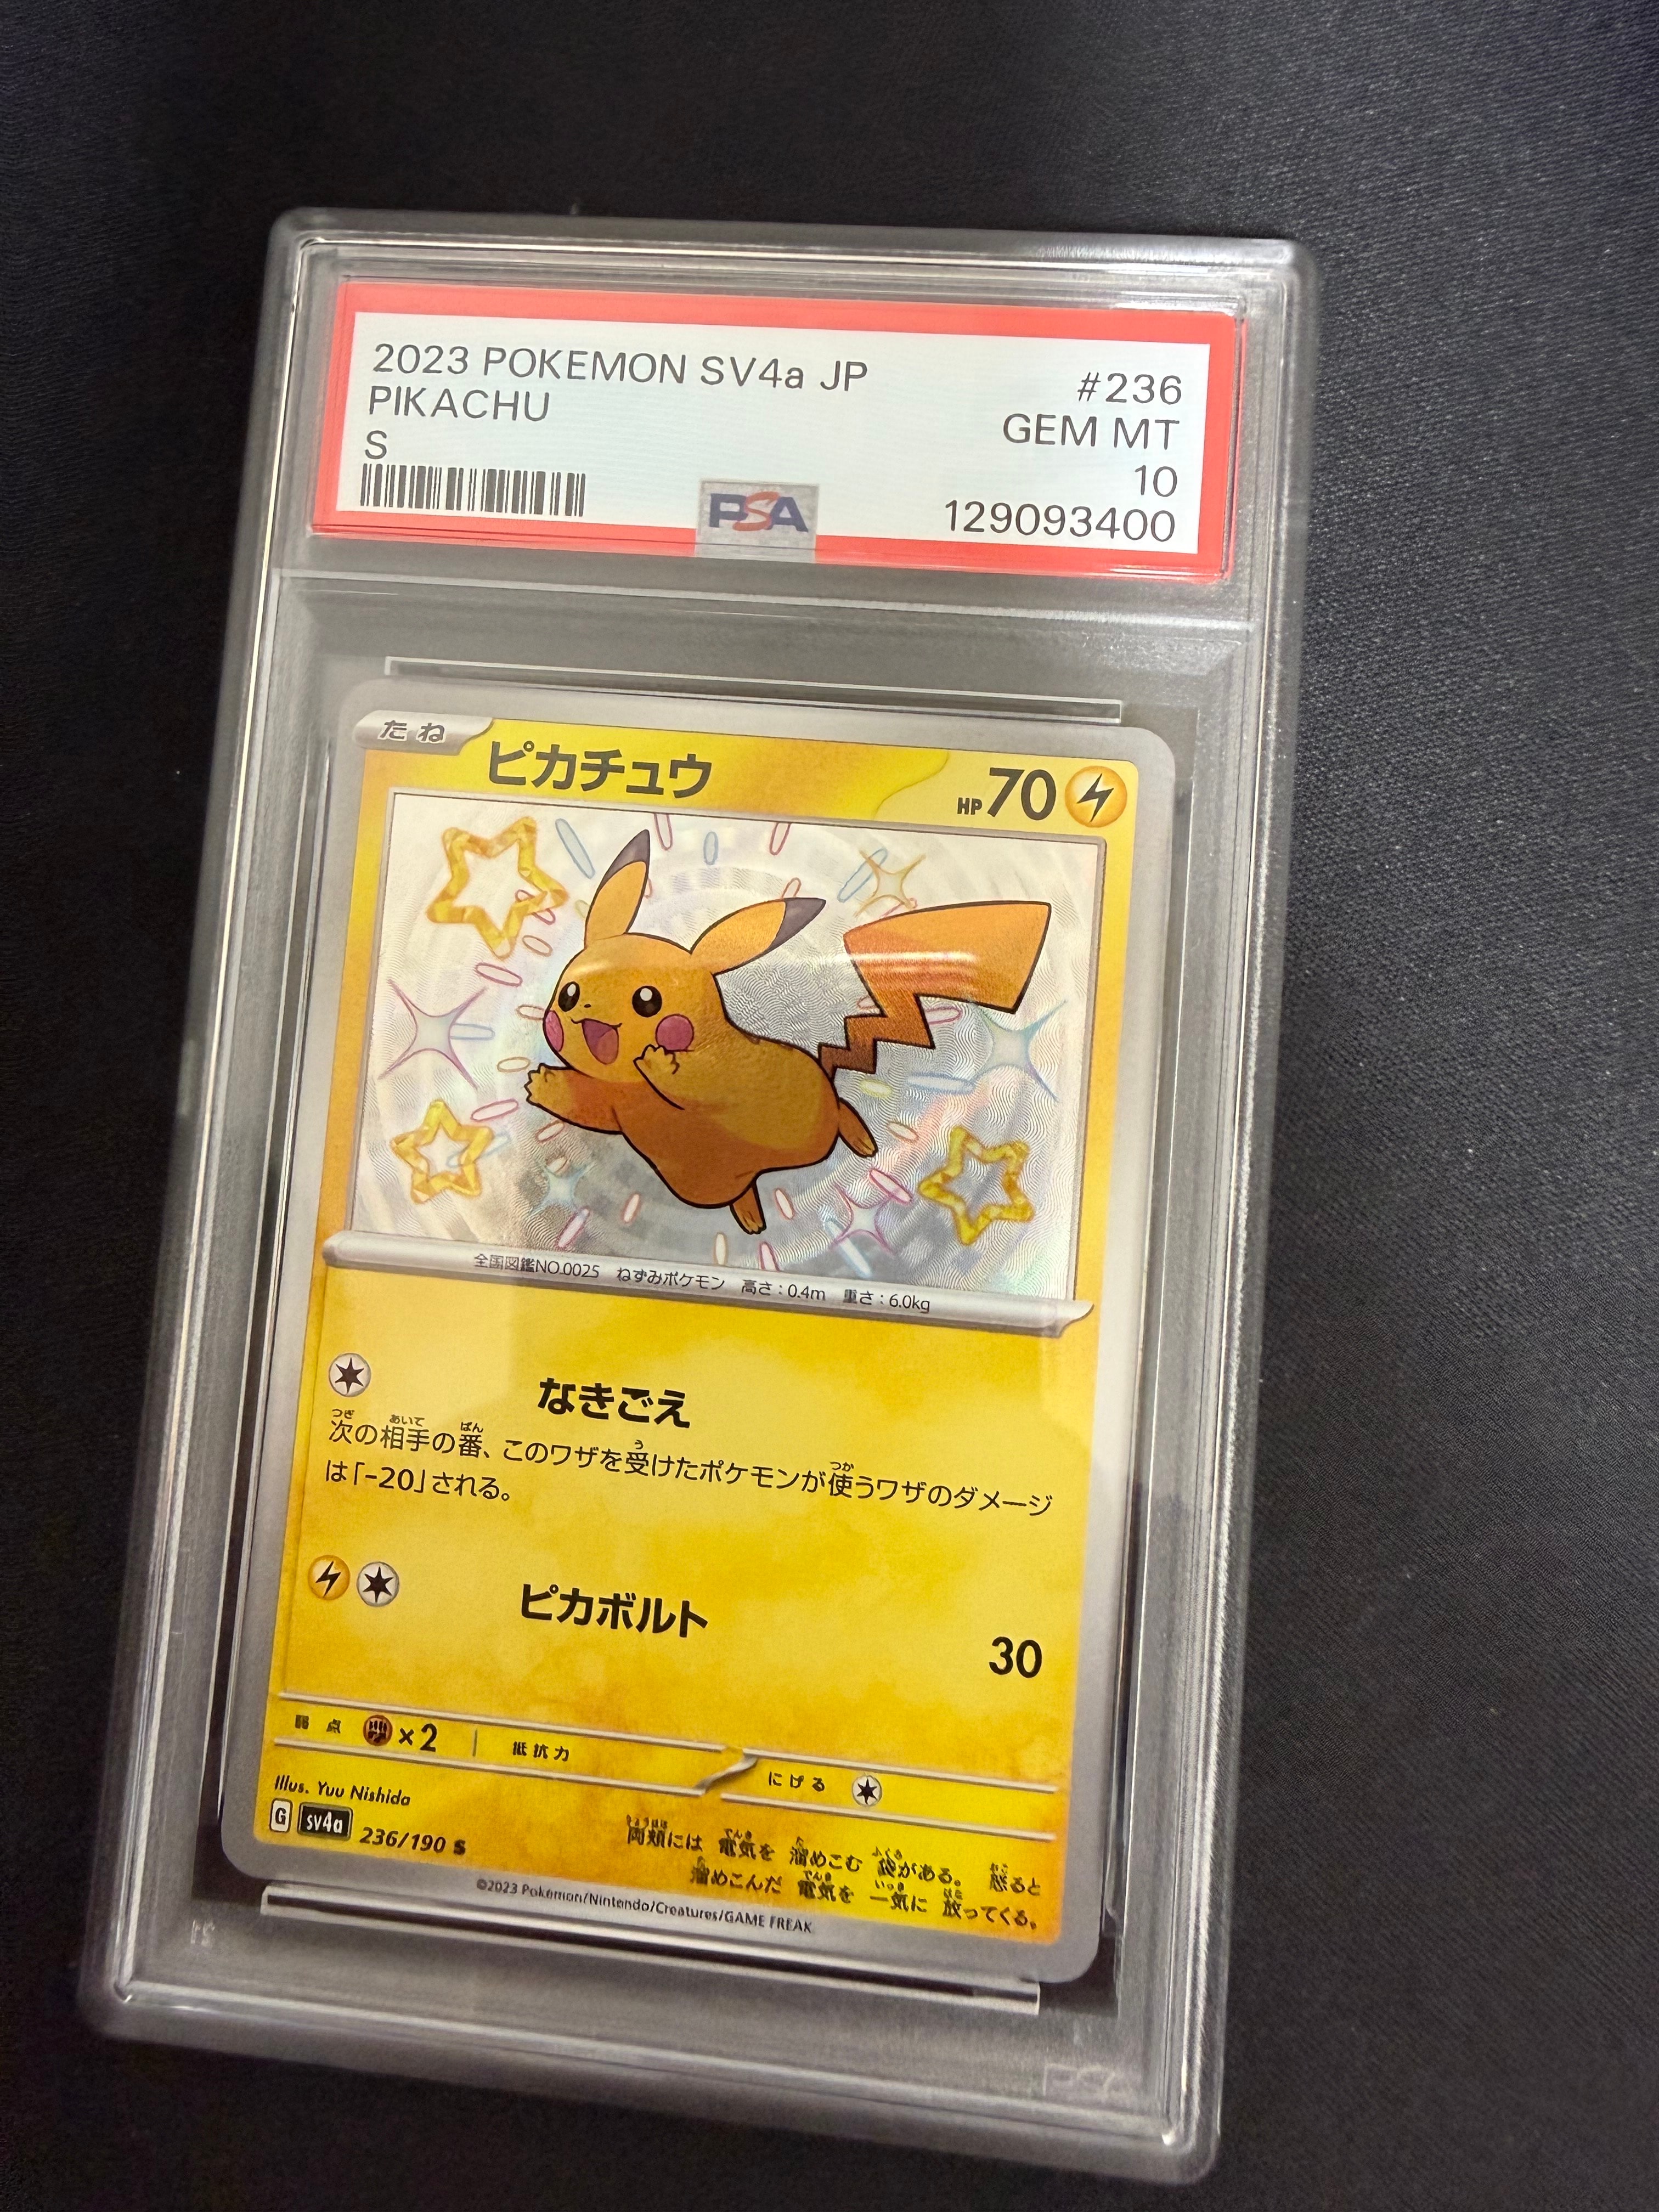 2023 POKEMON SV4a JP #236
PIKACHU GEM MT
S 10
PSA 129093400
たね ピカチュウ HP70
全国図鑑NO.0025 ねずみポケモン 高さ:0.4m 重さ:6.0kg
なきごえ
次の相手の番、このワザを受けたポケモンが使うワザのダメージ
は「-20」される。
ピカボルト 30
弱点 ×2 抵抗力 にげる
Illus. Yuu Nishida
G sv4a 236/190 S
両頬には 電気を 溜めこむ 袋がある。 怒ると
溜めこんだ 電気を 一気に 放ってくる。
©2023 Pokémon/Nintendo/Creatures/GAME FREAK